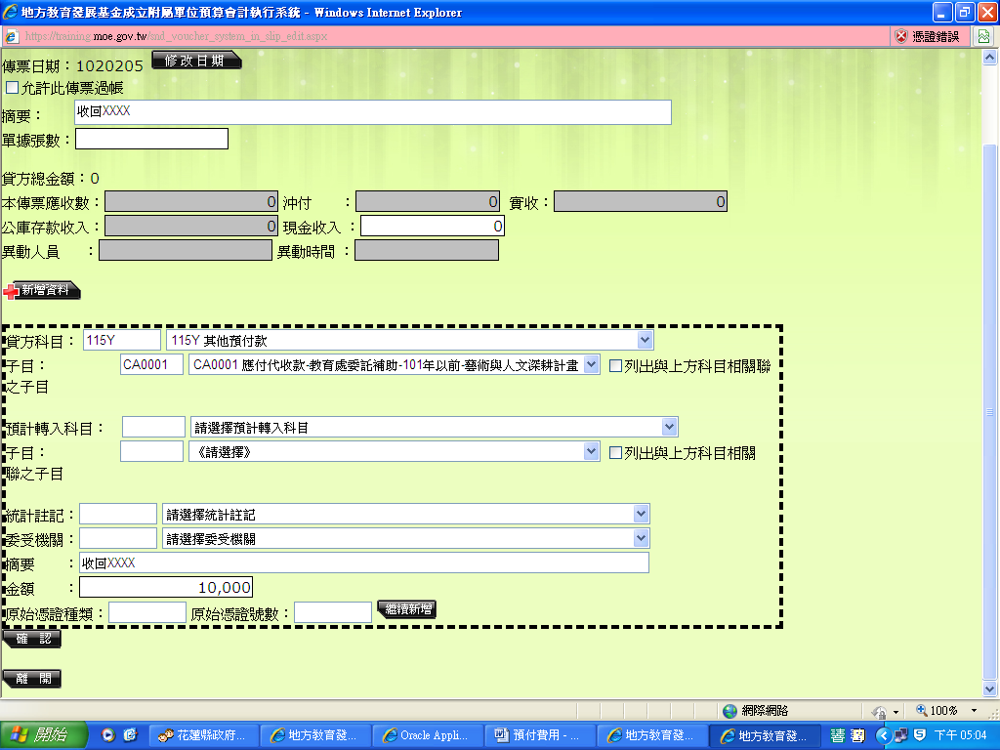 地方教育發展基金成立附屬單位預算會計執行系統 - Windows Internet Explorer
https://training.moe.gov.tw/snd_voucher_system_in_slip_edit.aspx 憑證錯誤
傳票日期：1020205 修改日期
允許此傳票過帳
摘要： 收回XXXX
單據張數：
貸方總金額：0
本傳票應收數： 0 沖付 ： 0 實收： 0
公庫存款收入： 0 現金收入 ： 0
異動人員 ： 異動時間 ：
新增資料
貸方科目： 115Y 115Y 其他預付款
子目： CA0001 CA0001 應付代收款-教育處委託補助-101年以前-藝術與人文深耕計畫 列出與上方科目相關聯
之子目
預計轉入科目： 請選擇預計轉入科目
子目： 《請選擇》 列出與上方科目相關
聯之子目
統計註記： 請選擇統計註記
委受機關： 請選擇委受機關
摘要 ： 收回XXXX
金額 ： 10,000
原始憑證種類： 原始憑證號數： 繼續新增
確 認
離 開
網際網路 100%
開始 花蓮縣政府... 地方教育發... Oracle Appli... 預付費用 - ... 地方教育發... 地方教育發... 下午 05:04